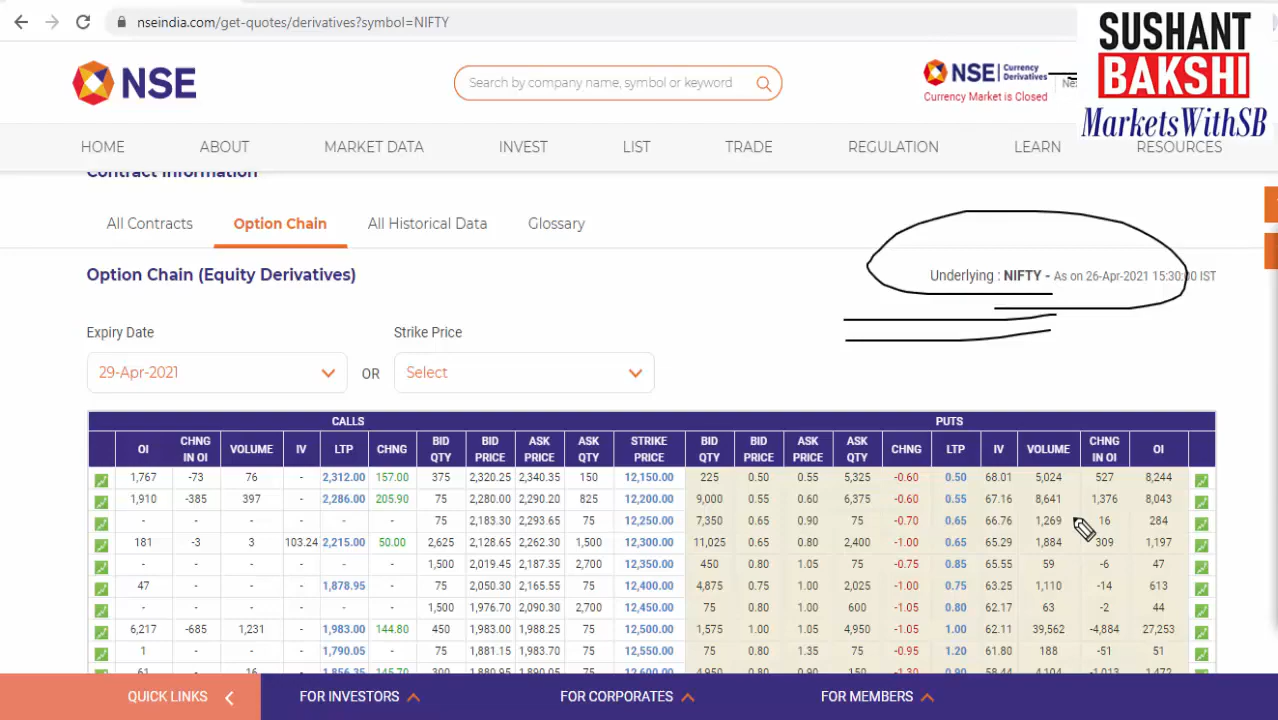 nseindia.com/get-quotes/derivatives?symbol=NIFTY
SUSHANT
BAKSHI
MarketsWithSB
NSE
Search by company name, symbol or keyword
NSE Currency Derivatives
Currency Market is Closed
HOME ABOUT MARKET DATA INVEST LIST TRADE REGULATION LEARN RESOURCES
Contract Information
All Contracts Option Chain All Historical Data Glossary
Option Chain (Equity Derivatives) Underlying : NIFTY - As on 26-Apr-2021 15:30:00 IST
Expiry Date Strike Price
29-Apr-2021 OR Select
CALLS PUTS
OI CHNG IN OI VOLUME IV LTP CHNG BID QTY BID PRICE ASK PRICE ASK QTY STRIKE PRICE BID QTY BID PRICE ASK PRICE ASK QTY CHNG LTP IV VOLUME CHNG IN OI OI
1,767 -73 76 - 2,312.00 157.00 375 2,320.25 2,340.35 150 12,150.00 225 0.50 0.55 5,325 -0.60 0.50 68.01 5,024 527 8,244
1,910 -385 397 - 2,286.00 205.90 75 2,280.00 2,290.20 825 12,200.00 9,000 0.55 0.60 6,375 -0.60 0.55 67.16 8,641 1,376 8,043
- - - - - - 75 2,183.30 2,293.65 75 12,250.00 7,350 0.65 0.90 75 -0.70 0.65 66.76 1,269 16 284
181 -3 3 103.24 2,215.00 50.00 2,625 2,128.65 2,262.30 1,500 12,300.00 11,025 0.65 0.80 2,400 -1.00 0.65 65.29 1,884 309 1,197
- - - - - - 1,500 2,019.45 2,187.35 2,700 12,350.00 450 0.80 1.05 75 -0.75 0.85 65.55 59 -6 47
47 - - - 1,878.95 - 75 2,050.30 2,165.55 75 12,400.00 4,875 0.75 1.00 2,025 -1.00 0.75 63.25 1,110 -14 613
- - - - - - 1,500 1,976.70 2,090.30 2,700 12,450.00 75 0.80 1.00 600 -1.05 0.80 62.17 63 -2 44
6,217 -685 1,231 - 1,983.00 144.80 450 1,983.00 1,988.25 75 12,500.00 1,575 1.00 1.05 4,950 -1.05 1.00 62.11 39,562 -4,884 27,253
1 - - - 1,790.05 - 75 1,881.15 1,983.70 75 12,550.00 75 0.80 1.35 75 -0.95 1.20 61.80 188 -51 51
QUICK LINKS FOR INVESTORS FOR CORPORATES FOR MEMBERS